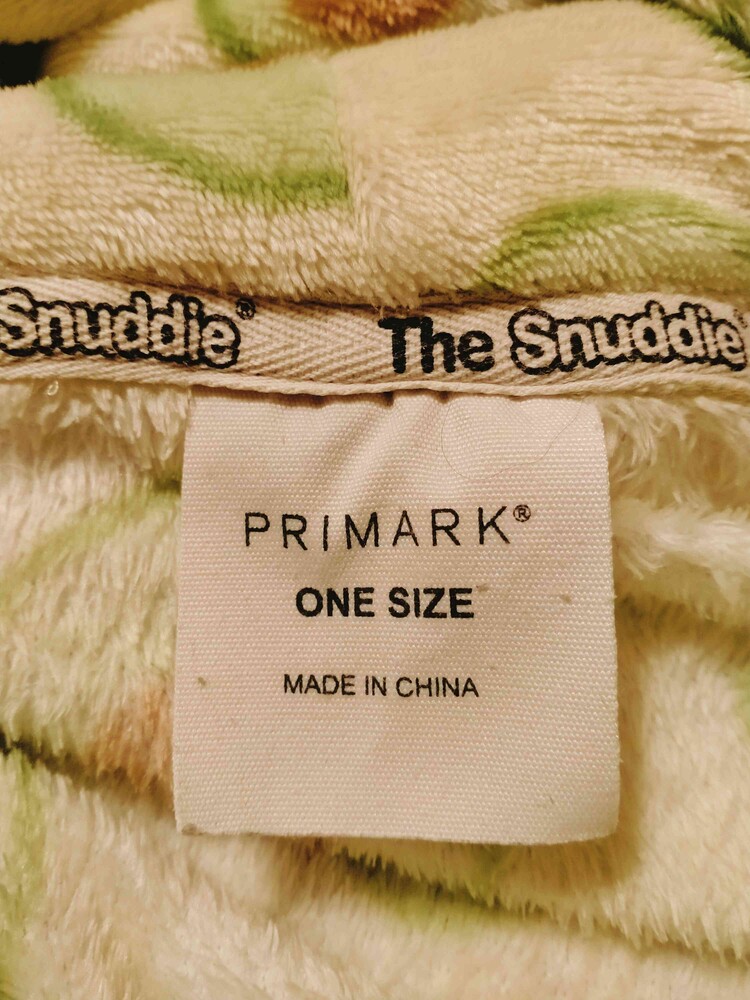 Snuddie® The Snuddie
PRIMARK®
ONE SIZE
MADE IN CHINA